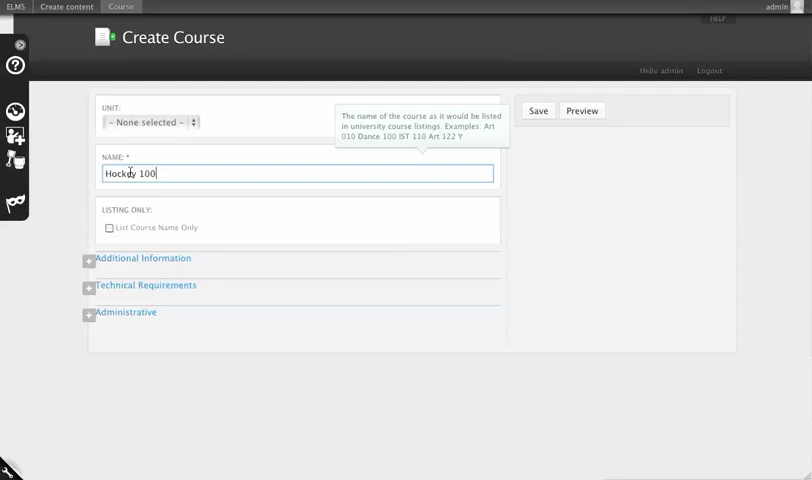 ELMS Create content Course admin
HELP
Create Course
Hello admin Logout
UNIT:
- None selected -
The name of the course as it would be listed
in university course listings. Examples: Art
010 Dance 100 IST 110 Art 122 Y
Save Preview
NAME: *
Hockey 100
LISTING ONLY:
List Course Name Only
Additional Information
Technical Requirements
Administrative